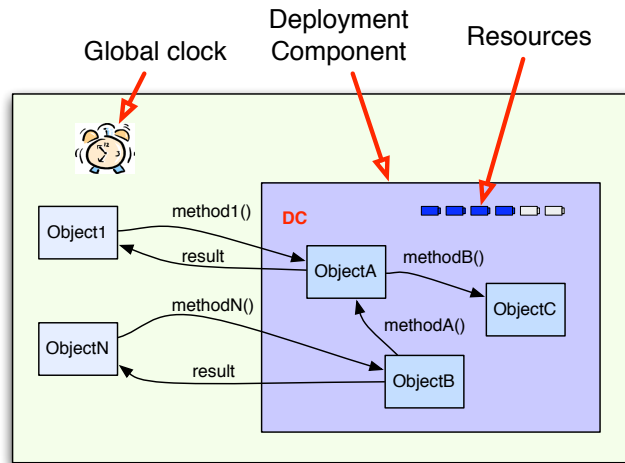 Global clock
Deployment
Component
Resources
DC
Object1
method1()
result
ObjectA
methodB()
ObjectC
methodN()
methodA()
ObjectN
result
ObjectB